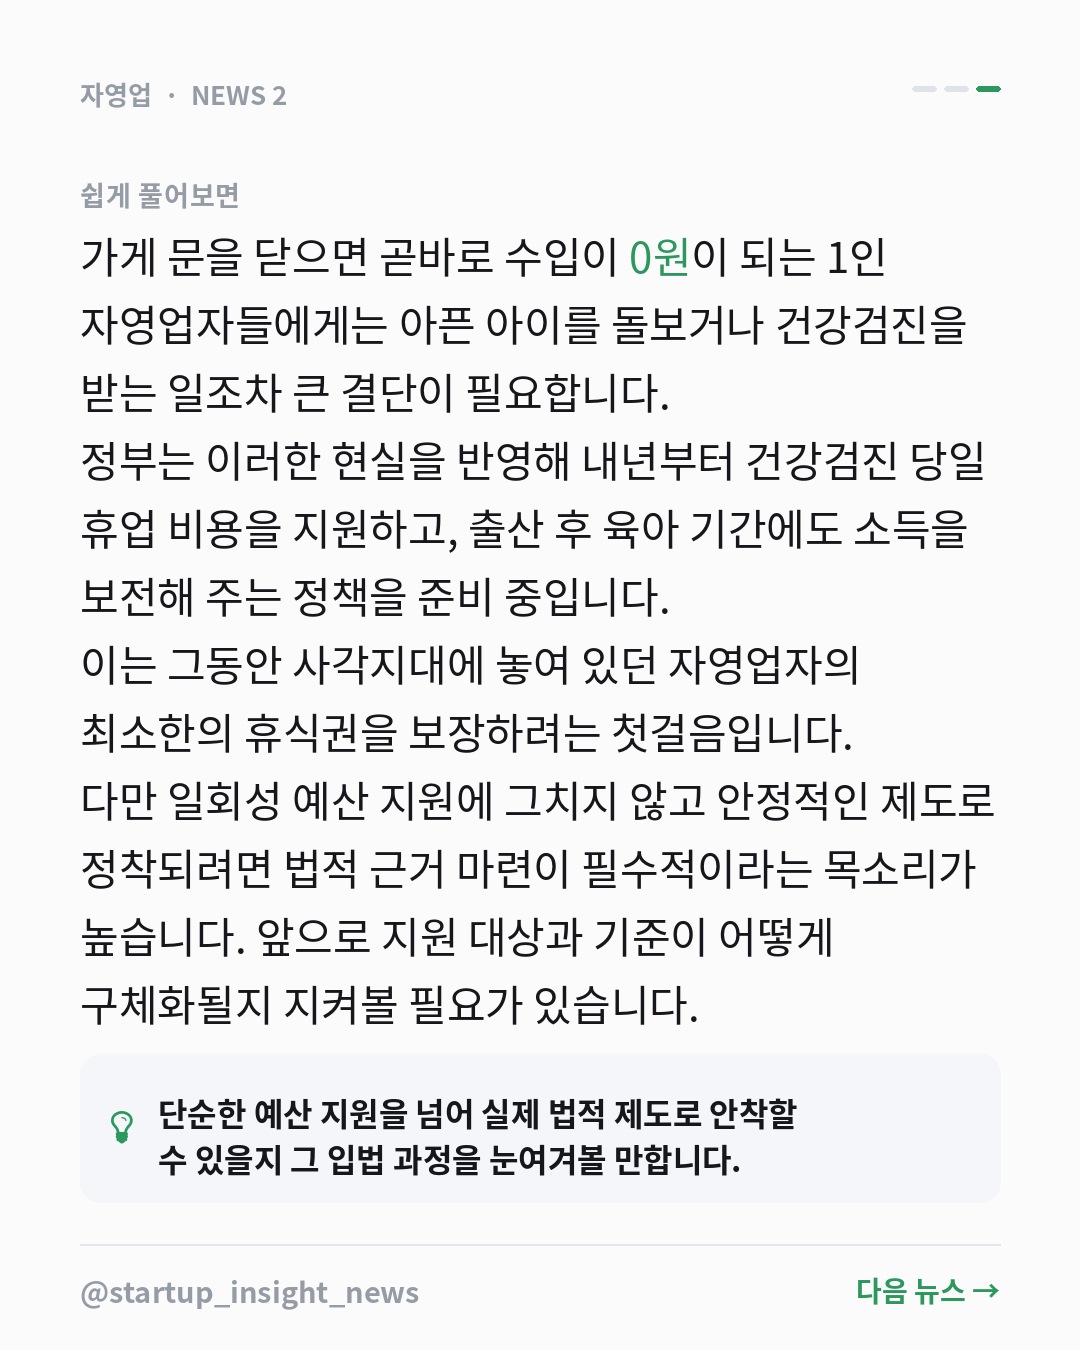 자영업 · NEWS 2
쉽게 풀어보면
가게 문을 닫으면 곧바로 수입이 0원이 되는 1인
자영업자들에게는 아픈 아이를 돌보거나 건강검진을
받는 일조차 큰 결단이 필요합니다.
정부는 이러한 현실을 반영해 내년부터 건강검진 당일
휴업 비용을 지원하고, 출산 후 육아 기간에도 소득을
보전해 주는 정책을 준비 중입니다.
이는 그동안 사각지대에 놓여 있던 자영업자의
최소한의 휴식권을 보장하려는 첫걸음입니다.
다만 일회성 예산 지원에 그치지 않고 안정적인 제도로
정착되려면 법적 근거 마련이 필수적이라는 목소리가
높습니다. 앞으로 지원 대상과 기준이 어떻게
구체화될지 지켜볼 필요가 있습니다.
단순한 예산 지원을 넘어 실제 법적 제도로 안착할
수 있을지 그 입법 과정을 눈여겨볼 만합니다.
@startup_insight_news
다음 뉴스 →